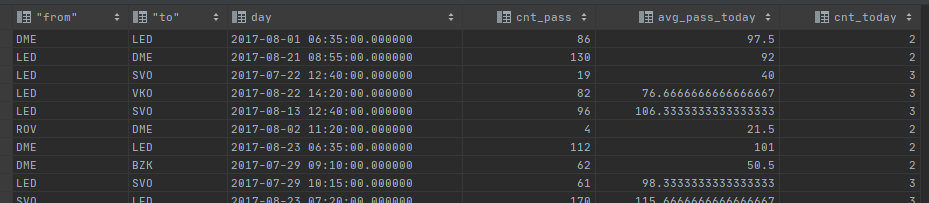 "from" "to" day cnt_pass avg_pass_today cnt_today
DME LED 2017-08-01 06:35:00.000000 86 97.5 2
LED DME 2017-08-21 08:55:00.000000 130 92 2
LED SVO 2017-07-22 12:40:00.000000 19 40 3
LED VKO 2017-08-22 14:20:00.000000 82 76.6666666666666667 3
LED SVO 2017-08-13 12:40:00.000000 96 106.3333333333333333 3
ROV DME 2017-08-02 11:20:00.000000 4 21.5 2
DME LED 2017-08-23 06:35:00.000000 112 101 2
DME BZK 2017-07-29 09:10:00.000000 62 50.5 2
LED SVO 2017-07-29 10:15:00.000000 61 98.3333333333333333 3
SVO LED 2017-08-23 07:20:00.000000 170 115.6666666666666667 3